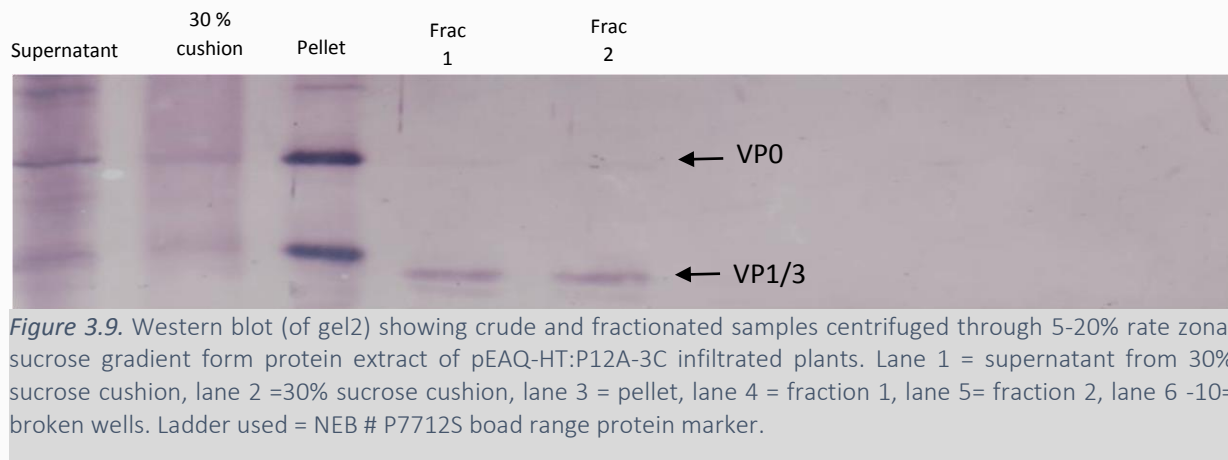 Supernatant
30 %
cushion
Pellet
Frac
1
Frac
2
VP0
VP1/3
Figure 3.9. Western blot (of gel2) showing crude and fractionated samples centrifuged through 5-20% rate zonal
sucrose gradient form protein extract of pEAQ-HT:P12A-3C infiltrated plants. Lane 1 = supernatant from 30%
sucrose cushion, lane 2 =30% sucrose cushion, lane 3 = pellet, lane 4 = fraction 1, lane 5= fraction 2, lane 6 -10=
broken wells. Ladder used = NEB # P7712S boad range protein marker.